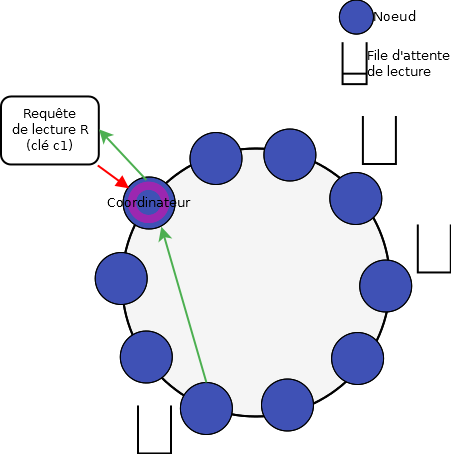 Noeud
File d'attente
de lecture
Requête
de lecture R
(clé c1)
Coordinateur